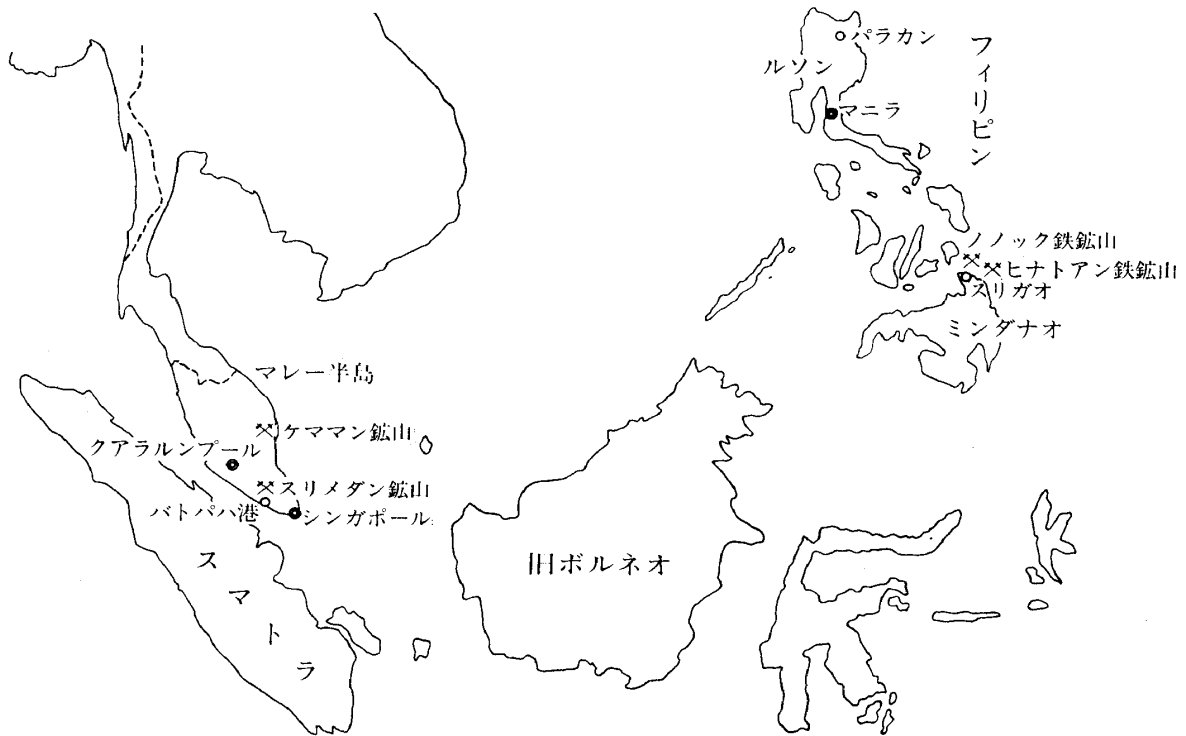 パラカン
ルソン
マニラ
フィリピン
ノノック鉄鉱山
ヒナトアン鉄鉱山
スリガオ
ミンダナオ
マレー半島
ケママン鉱山
クアラルンプール
スリメダン鉱山
バトパハ港
シンガポール
スマトラ
旧ボルネオ